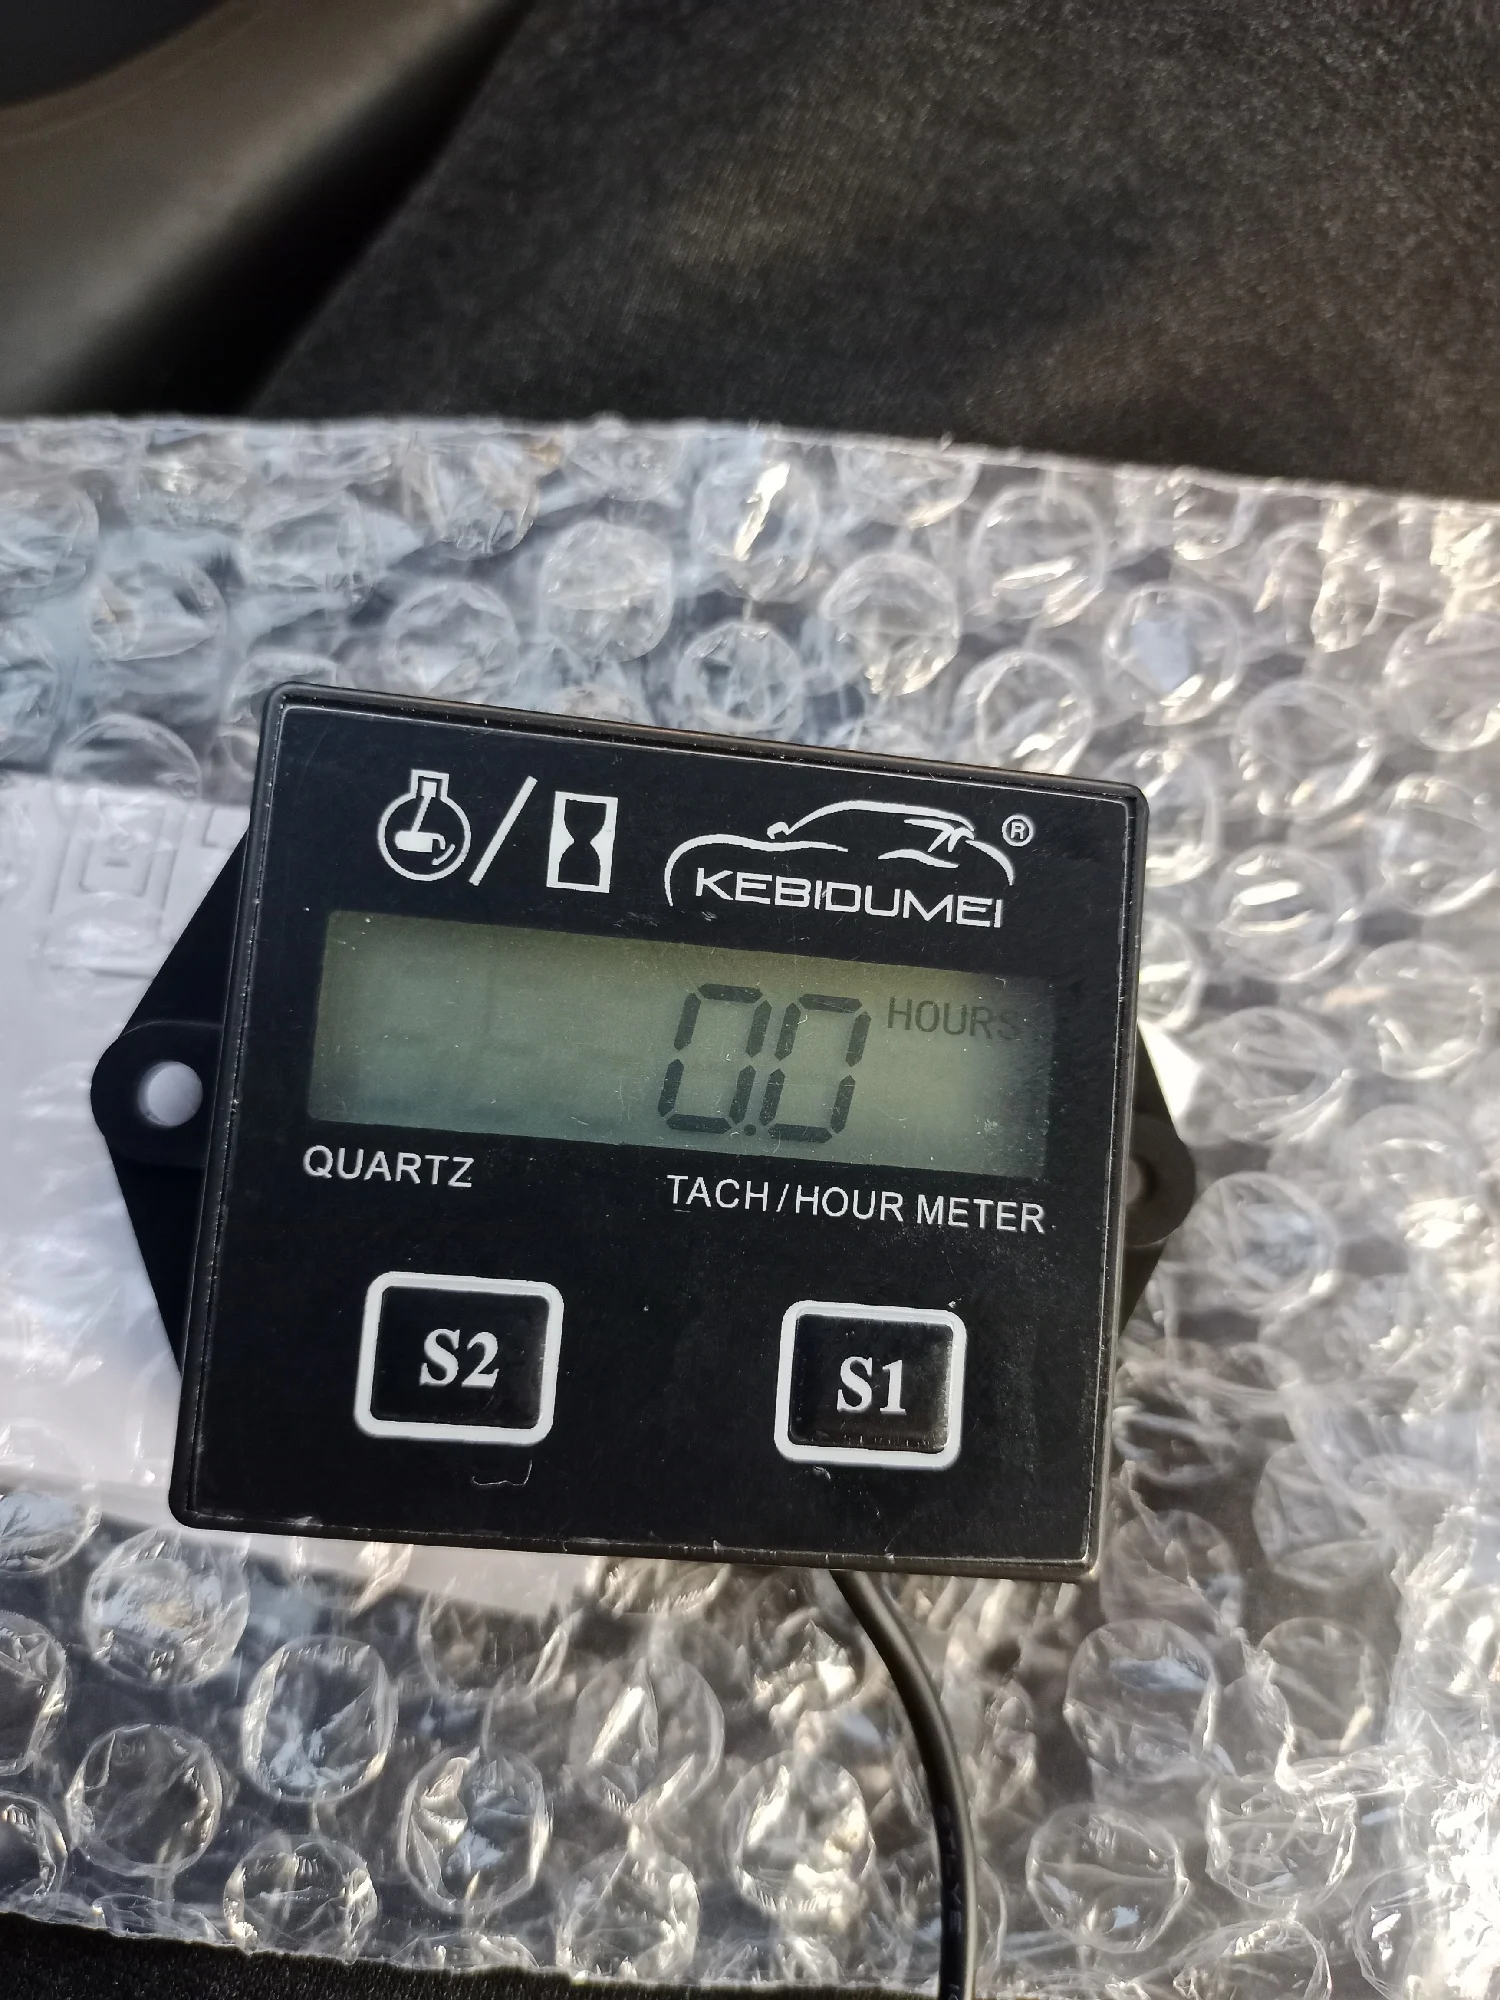 KEBIDUMEI®
0.0 HOURS
QUARTZ
TACH/HOUR METER
S2
S1